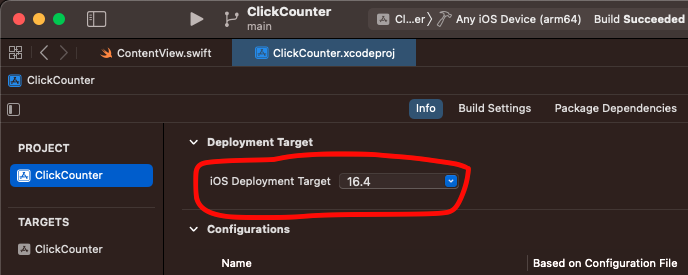 ClickCounter
main
Cl...er
Any iOS Device (arm64)
Build Succeeded
ContentView.swift
ClickCounter.xcodeproj
ClickCounter
Info
Build Settings
Package Dependencies
PROJECT
ClickCounter
TARGETS
ClickCounter
Deployment Target
iOS Deployment Target 16.4
Configurations
Name
Based on Configuration File